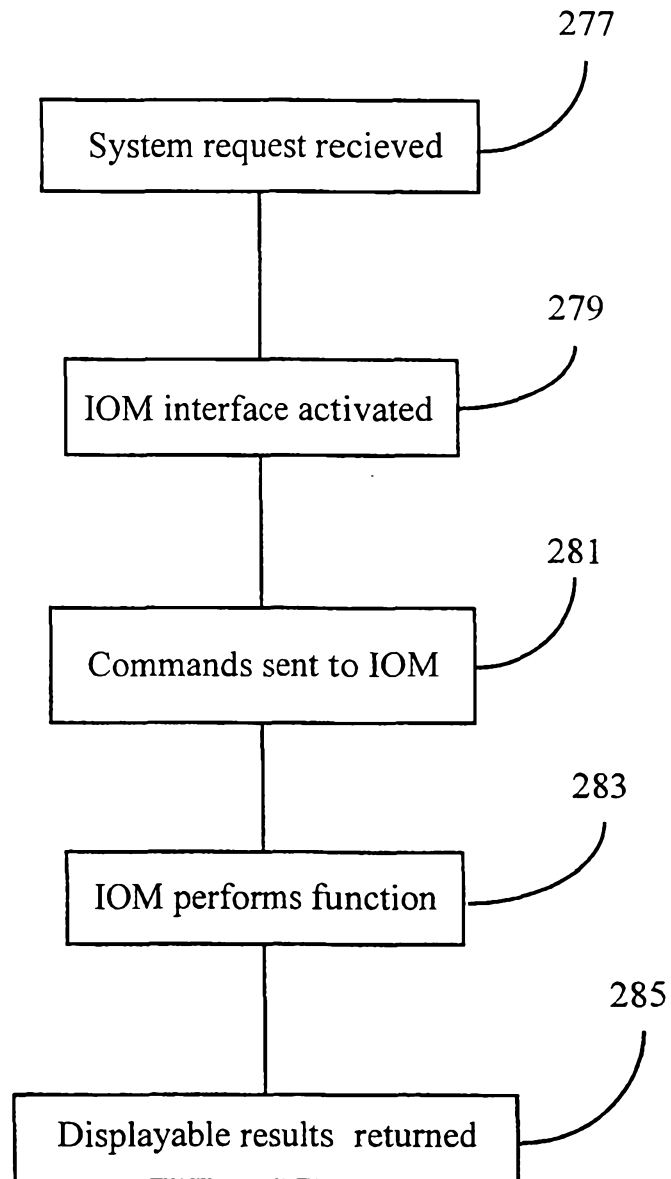 277
System request recieved
279
IOM interface activated
281
Commands sent to IOM
283
IOM performs function
285
Displayable results returned